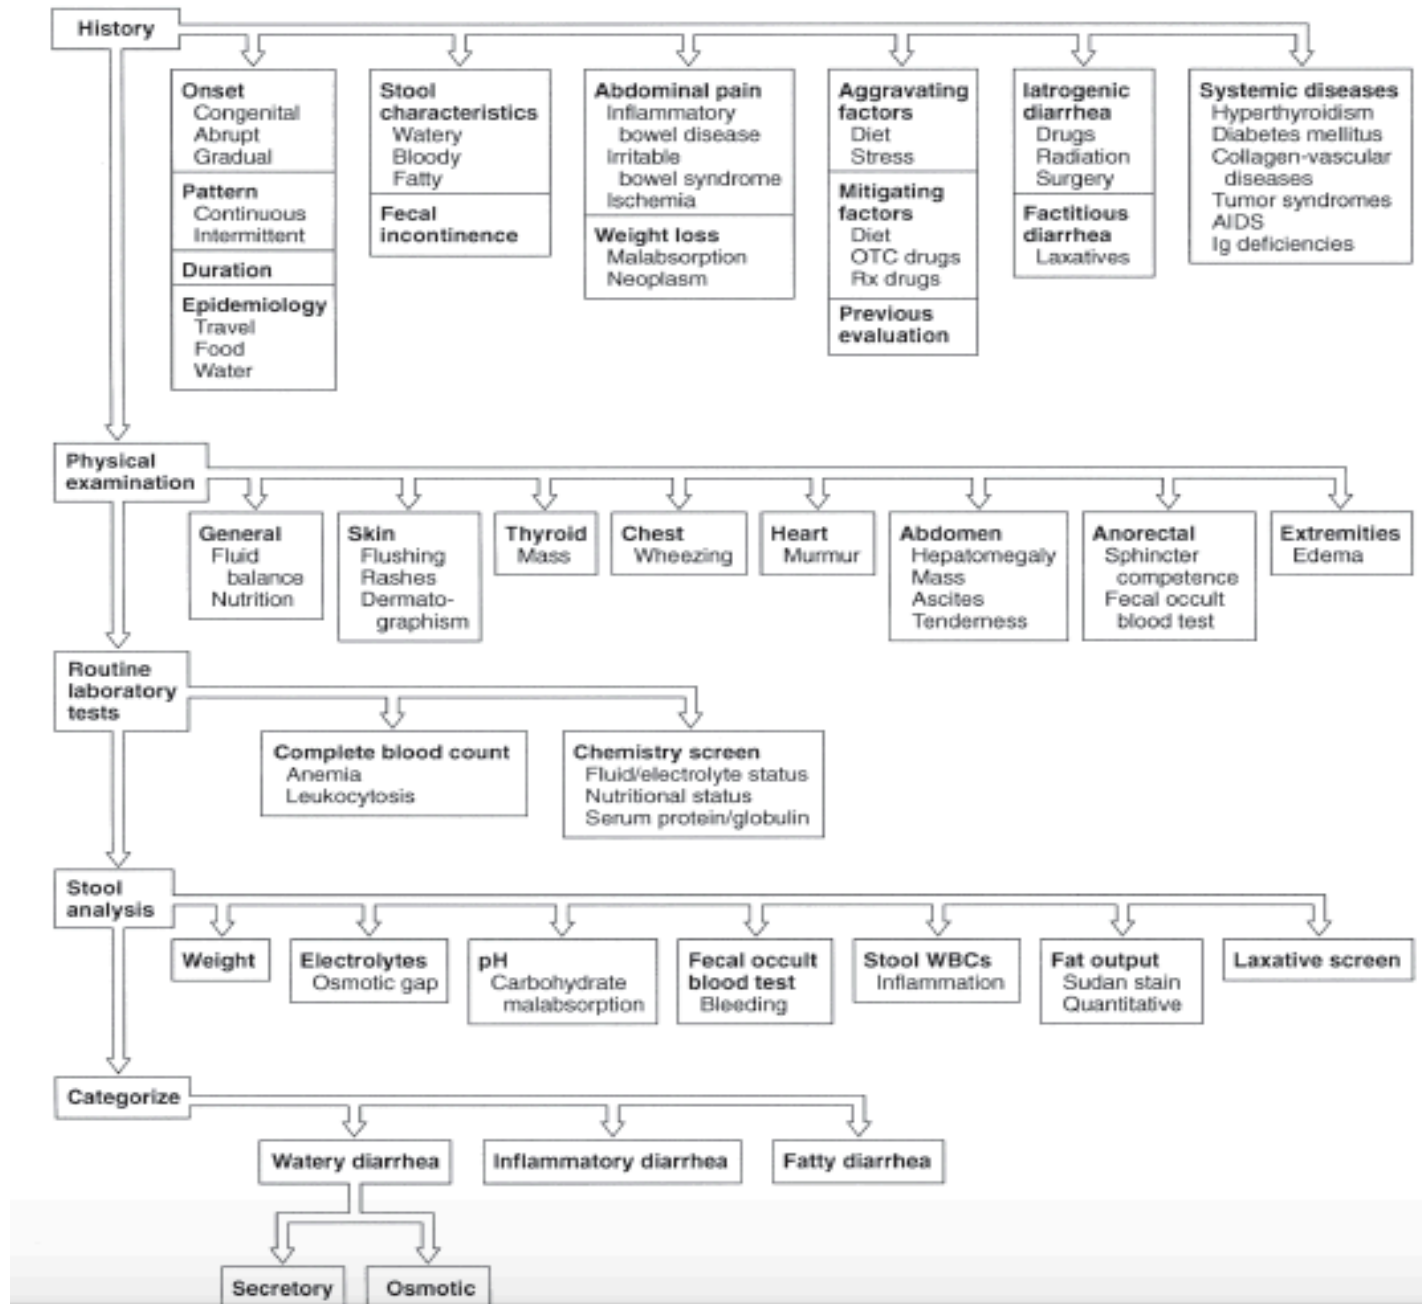 History
Onset
Congenital
Abrupt
Gradual
Pattern
Continuous
Intermittent
Duration
Epidemiology
Travel
Food
Water
Stool
characteristics
Watery
Bloody
Fatty
Fecal
incontinence
Abdominal pain
Inflammatory
bowel disease
Irritable
bowel syndrome
Ischemia
Weight loss
Malabsorption
Neoplasm
Aggravating
factors
Diet
Stress
Mitigating
factors
Diet
OTC drugs
Rx drugs
Previous
evaluation
Iatrogenic
diarrhea
Drugs
Radiation
Surgery
Factitious
diarrhea
Laxatives
Systemic diseases
Hyperthyroidism
Diabetes mellitus
Collagen-vascular
diseases
Tumor syndromes
AIDS
Ig deficiencies
Physical
examination
General
Fluid
balance
Nutrition
Skin
Flushing
Rashes
Dermato-
graphism
Thyroid
Mass
Chest
Wheezing
Heart
Murmur
Abdomen
Hepatomegaly
Mass
Ascites
Tenderness
Anorectal
Sphincter
competence
Fecal occult
blood test
Extremities
Edema
Routine
laboratory
tests
Complete blood count
Anemia
Leukocytosis
Chemistry screen
Fluid/electrolyte status
Nutritional status
Serum protein/globulin
Stool
analysis
Weight
Electrolytes
Osmotic gap
pH
Carbohydrate
malabsorption
Fecal occult
blood test
Bleeding
Stool WBCs
Inflammation
Fat output
Sudan stain
Quantitative
Laxative screen
Categorize
Watery diarrhea
Inflammatory diarrhea
Fatty diarrhea
Secretory
Osmotic